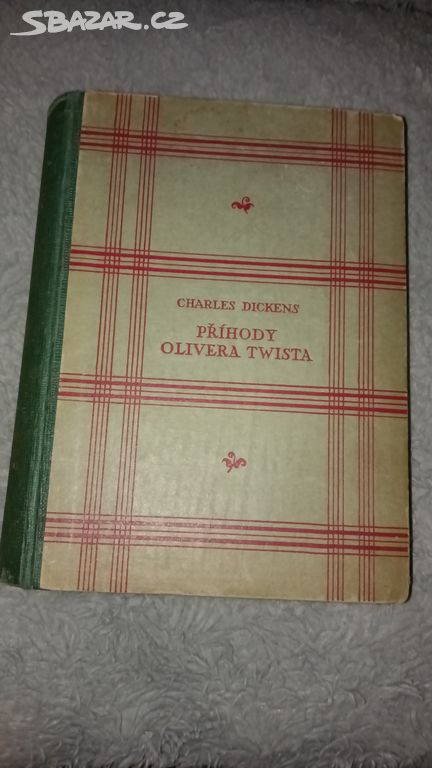 SBAZAR.CZ
CHARLES DICKENS
PŘÍHODY
OLIVERA TWISTA